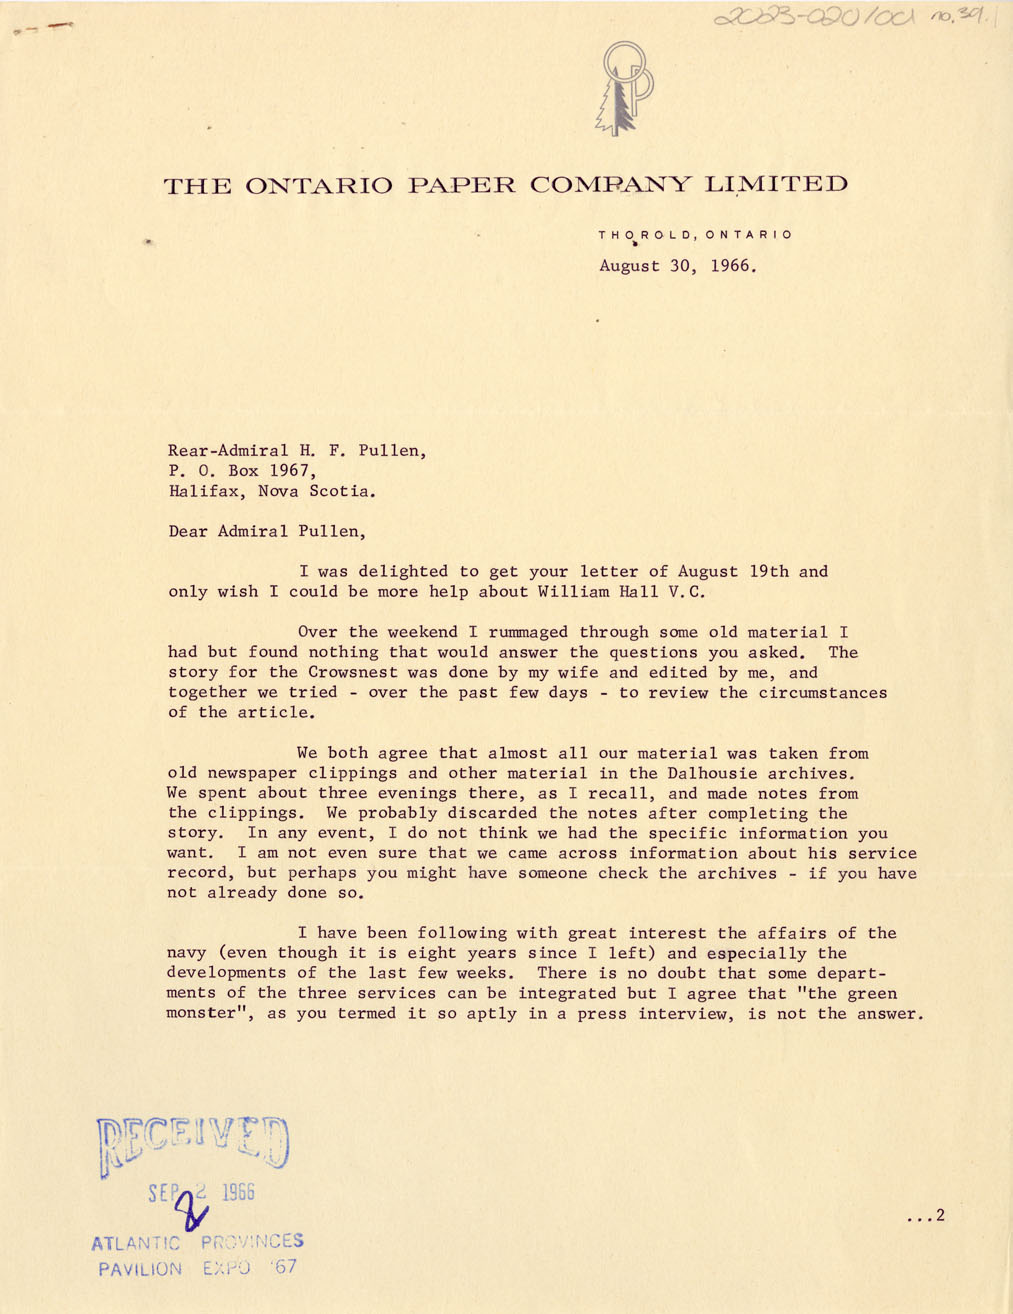 2023-020/001 no. 39.1
OP
THE ONTARIO PAPER COMPANY LIMITED
THOROLD, ONTARIO
August 30, 1966.
Rear-Admiral H. F. Pullen,
P. O. Box 1967,
Halifax, Nova Scotia.
Dear Admiral Pullen,
I was delighted to get your letter of August 19th and
only wish I could be more help about William Hall V.C.
Over the weekend I rummaged through some old material I
had but found nothing that would answer the questions you asked. The
story for the Crowsnest was done by my wife and edited by me, and
together we tried - over the past few days - to review the circumstances
of the article.
We both agree that almost all our material was taken from
old newspaper clippings and other material in the Dalhousie archives.
We spent about three evenings there, as I recall, and made notes from
the clippings. We probably discarded the notes after completing the
story. In any event, I do not think we had the specific information you
want. I am not even sure that we came across information about his service
record, but perhaps you might have someone check the archives - if you have
not already done so.
I have been following with great interest the affairs of the
navy (even though it is eight years since I left) and especially the
developments of the last few weeks. There is no doubt that some depart-
ments of the three services can be integrated but I agree that "the green
monster", as you termed it so aptly in a press interview, is not the answer.
RECEIVED
SEP 2 1966
...2
ATLANTIC PROVINCES
PAVILION EXPO '67